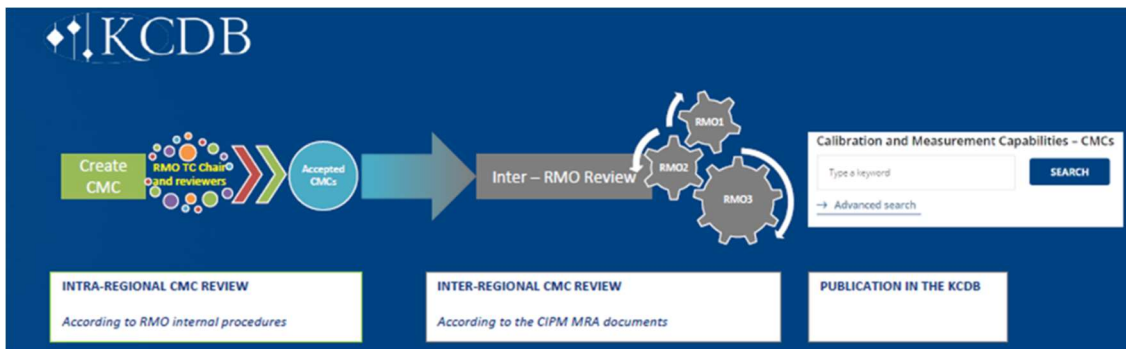 KCDB
Create
CMC
RMO TC Chair
and reviewers
Accepted
CMCs
Inter – RMO Review
RMO1
RMO2
RMO3
Calibration and Measurement Capabilities – CMCs
Type a keyword
SEARCH
→ Advanced search
INTRA-REGIONAL CMC REVIEW
According to RMO internal procedures
INTER-REGIONAL CMC REVIEW
According to the CIPM MRA documents
PUBLICATION IN THE KCDB